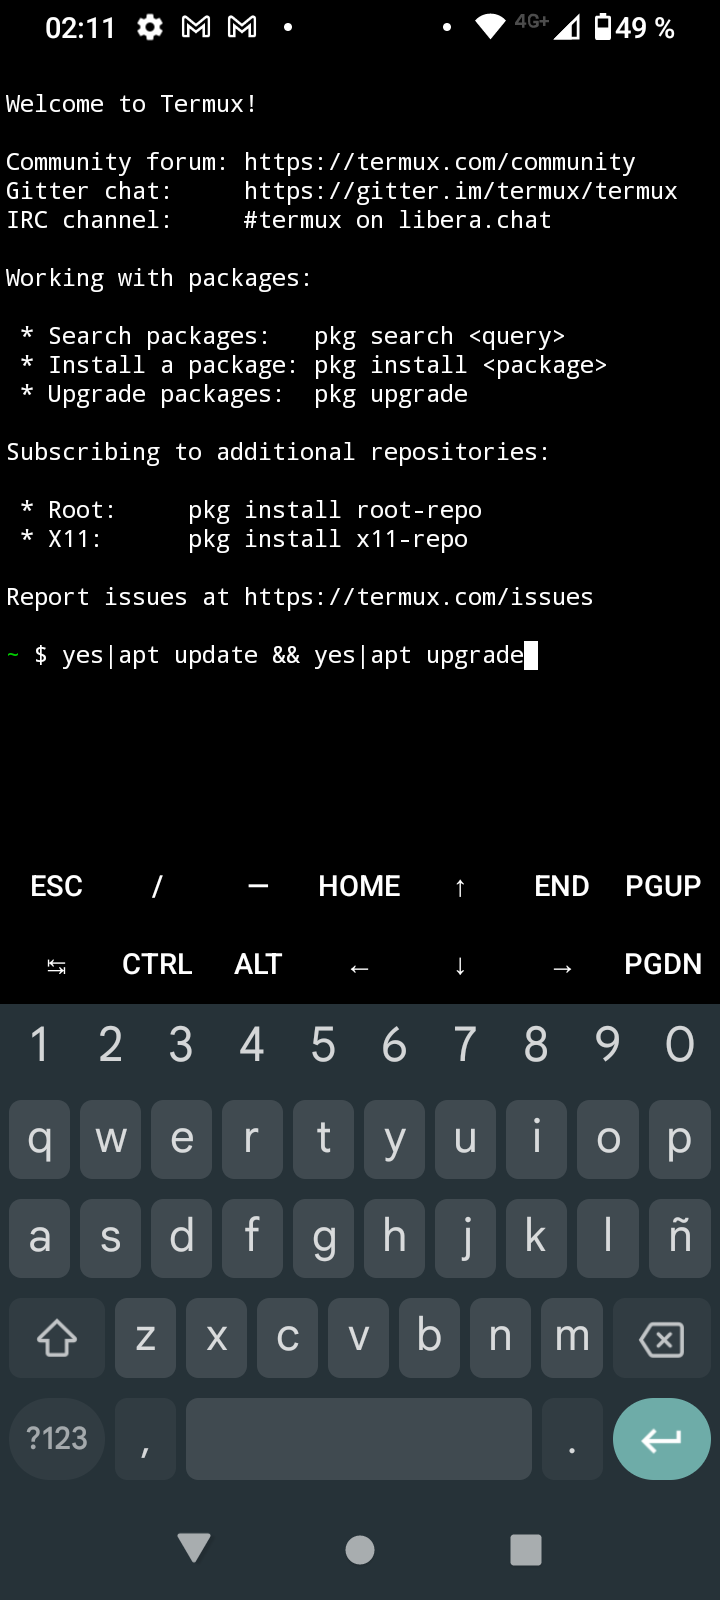 02:11 4G+ 49 %
Welcome to Termux!
Community forum: https://termux.com/community
Gitter chat:     https://gitter.im/termux/termux
IRC channel:     #termux on libera.chat
Working with packages:
 * Search packages:   pkg search <query>
 * Install a package: pkg install <package>
 * Upgrade packages:  pkg upgrade
Subscribing to additional repositories:
 * Root:     pkg install root-repo
 * X11:      pkg install x11-repo
Report issues at https://termux.com/issues
~ $ yes|apt update && yes|apt upgrade
ESC / — HOME ↑ END PGUP
↹ CTRL ALT ← ↓ → PGDN
1 2 3 4 5 6 7 8 9 0
q w e r t y u i o p
a s d f g h j k l ñ
z x c v b n m
?123 , .